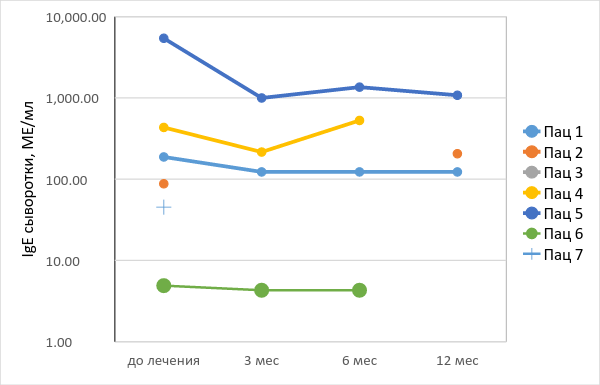 10,000.00
1,000.00
100.00
10.00
1.00
IgE сыворотки, МЕ/мл
до лечения
3 мес
6 мес
12 мес
Пац 1
Пац 2
Пац 3
Пац 4
Пац 5
Пац 6
Пац 7